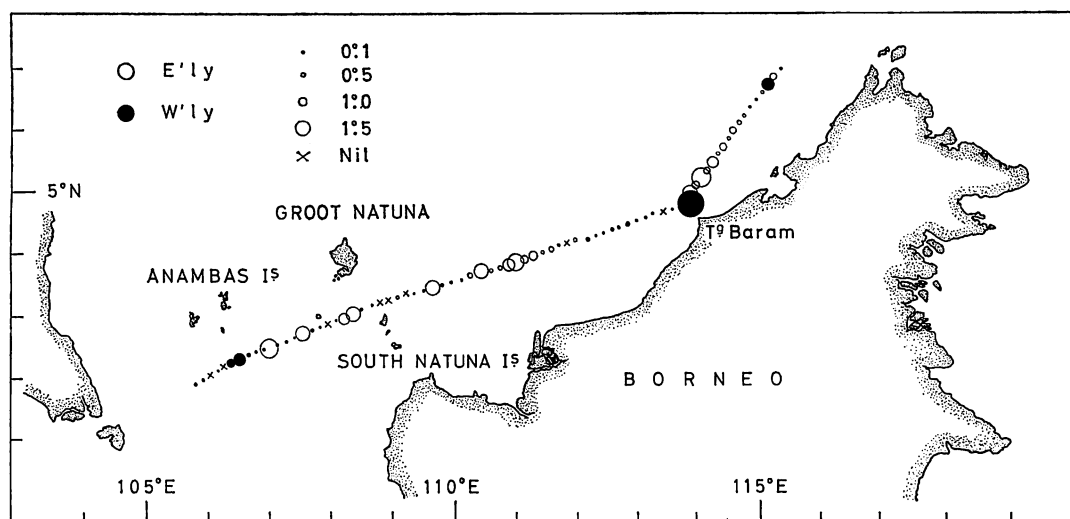 E'ly
W'ly
0°.1
0°.5
1°.0
1°.5
Nil
5°N
GROOT NATUNA
ANAMBAS Is
SOUTH NATUNA Is
Tg Baram
BORNEO
105°E
110°E
115°E